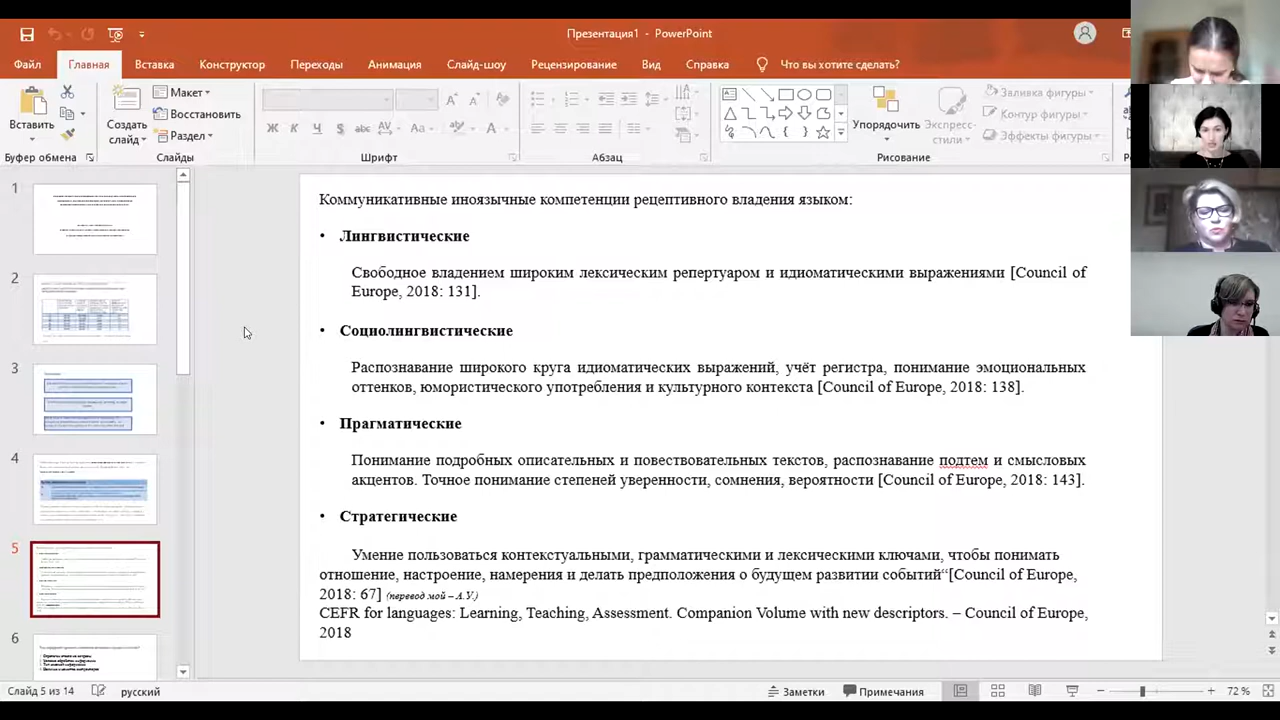 Презентация1 - PowerPoint
Файл Главная Вставка Конструктор Переходы Анимация Слайд-шоу Рецензирование Вид Справка Что вы хотите сделать?
Вставить
Создать слайд
Макет
Восстановить
Раздел
Упорядочить
Экспресс-стили
Заливка фигуры
Контур фигуры
Эффекты фигуры
Буфер обмена Слайды Шрифт Абзац Рисование
1
2
3
4
5
6
Коммуникативные иноязычные компетенции рецептивного владения языком:
• Лингвистические
Свободное владением широким лексическим репертуаром и идиоматическими выражениями [Council of
Europe, 2018: 131].
• Социолингвистические
Распознавание широкого круга идиоматических выражений, учёт регистра, понимание эмоциональных
оттенков, юмористического употребления и культурного [Council of Europe, 2018: 138].
• Прагматические
Понимание подробных описательных и распознавание и смысловых
акцентов. Точное понимание степеней уверенности, сомнения, вероятности [Council of Europe, 2018: 143].
• Стратегические
Умение контекстуальными, грамматическими и лексическими ключами, чтобы понимать
отношение, настроение, намерения и делать предположения о будущем развитии событий“[Council of Europe,
2018: 67] (перевод мой – А.У.)
CEFR for languages: Learning, Teaching, Assessment. Companion Volume with new descriptors. – Council of Europe,
2018
Слайд 5 из 14 русский Заметки Примечания 72 %